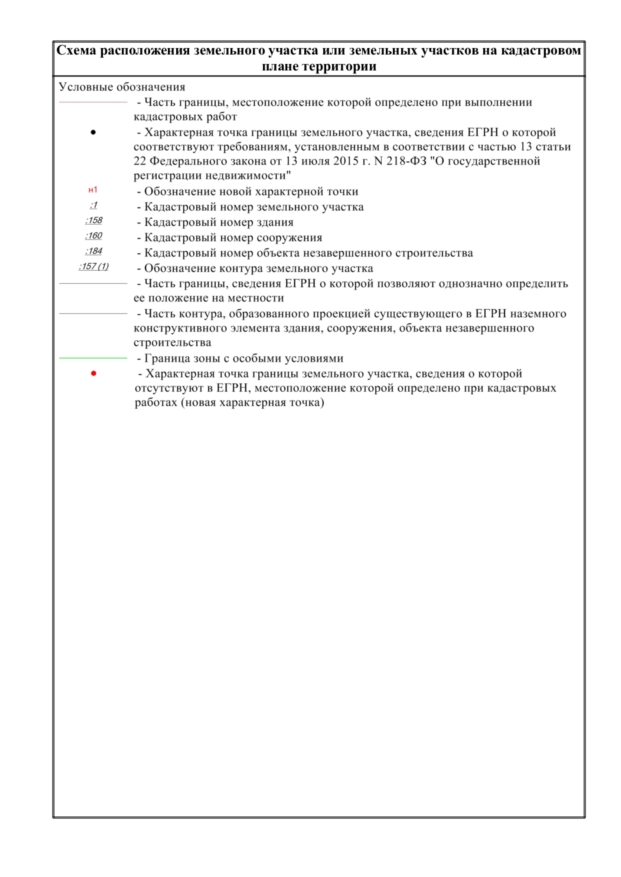 Схема расположения земельного участка или земельных участков на кадастровом
плане территории
Условные обозначения
- Часть границы, местоположение которой определено при выполнении
кадастровых работ
- Характерная точка границы земельного участка, сведения ЕГРН о которой
соответствуют требованиям, установленным в соответствии с частью 13 статьи
22 Федерального закона от 13 июля 2015 г. N 218-ФЗ "О государственной
регистрации недвижимости"
н1 - Обозначение новой характерной точки
:1 - Кадастровый номер земельного участка
:158 - Кадастровый номер здания
:160 - Кадастровый номер сооружения
:184 - Кадастровый номер объекта незавершенного строительства
:157 (1) - Обозначение контура земельного участка
- Часть границы, сведения ЕГРН о которой позволяют однозначно определить
ее положение на местности
- Часть контура, образованного проекцией существующего в ЕГРН наземного
конструктивного элемента здания, сооружения, объекта незавершенного
строительства
- Граница зоны с особыми условиями
- Характерная точка границы земельного участка, сведения о которой
отсутствуют в ЕГРН, местоположение которой определено при кадастровых
работах (новая характерная точка)